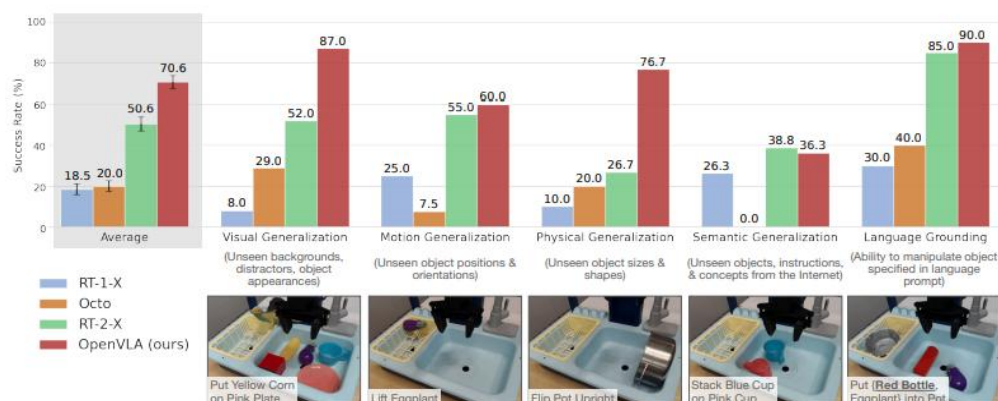 100
80
60
40
20
0
Success Rate (%)
18.5
20.0
50.6
70.6
Average
8.0
29.0
52.0
87.0
Visual Generalization
(Unseen backgrounds,
distractors, object
appearances)
25.0
7.5
55.0
60.0
Motion Generalization
(Unseen object positions &
orientations)
10.0
20.0
26.7
76.7
Physical Generalization
(Unseen object sizes &
shapes)
26.3
0.0
38.8
36.3
Semantic Generalization
(Unseen objects, instructions,
& concepts from the Internet)
30.0
40.0
85.0
90.0
Language Grounding
(Ability to manipulate object
specified in language
prompt)
RT-1-X
Octo
RT-2-X
OpenVLA (ours)
Put Yellow Corn
on Pink Plate
Lift Eggplant
Flip Pot Upright
Stack Blue Cup
on Pink Cup
Put {Red Bottle,
Eggplant} into Pot